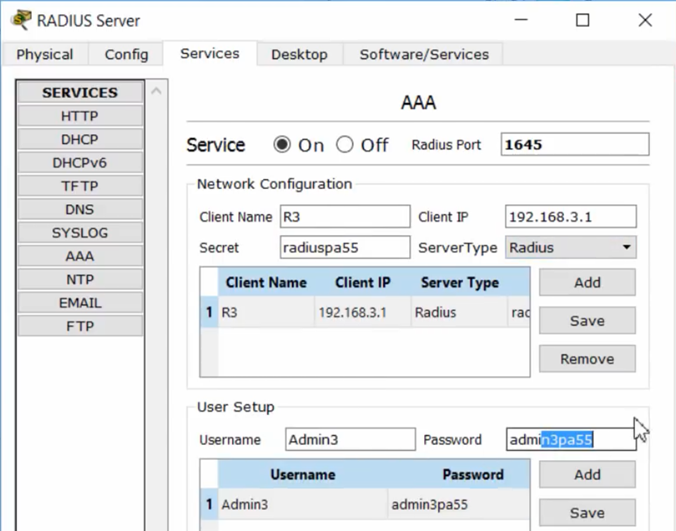 RADIUS Server
Physical Config Services Desktop Software/Services
SERVICES
HTTP
DHCP
DHCPv6
TFTP
DNS
SYSLOG
AAA
NTP
EMAIL
FTP
AAA
Service On Off Radius Port 1645
Network Configuration
Client Name R3 Client IP 192.168.3.1
Secret radiuspa55 ServerType Radius
Client Name Client IP Server Type
1 R3 192.168.3.1 Radius rac
Add
Save
Remove
User Setup
Username Admin3 Password admin3pa55
Username Password
1 Admin3 admin3pa55
Add
Save